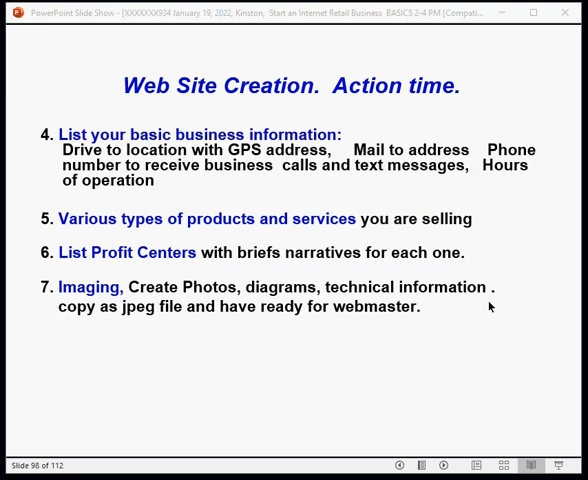 PowerPoint Slide Show - [XXXXXXX934 January 19, 2022, Kinston, Start an Internet Retail Business BASICS 2-4 PM [Compati...
Web Site Creation. Action time.
4. List your basic business information:
Drive to location with GPS address, Mail to address Phone
number to receive business calls and text messages, Hours
of operation
5. Various types of products and services you are selling
6. List Profit Centers with briefs narratives for each one.
7. Imaging, Create Photos, diagrams, technical information .
copy as jpeg file and have ready for webmaster.
Slide 98 of 112